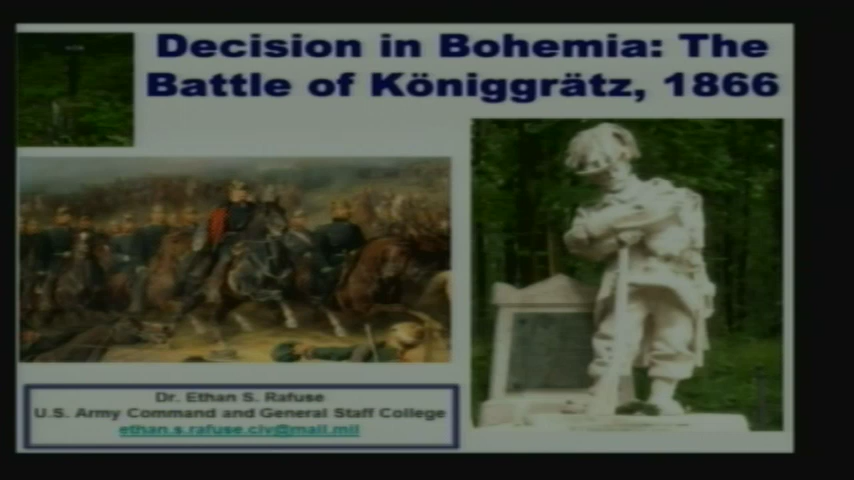 Decision in Bohemia: The
Battle of Königgrätz, 1866
Dr. Ethan S. Rafuse
U.S. Army Command and General Staff College
ethan.s.rafuse.civ@mail.mil